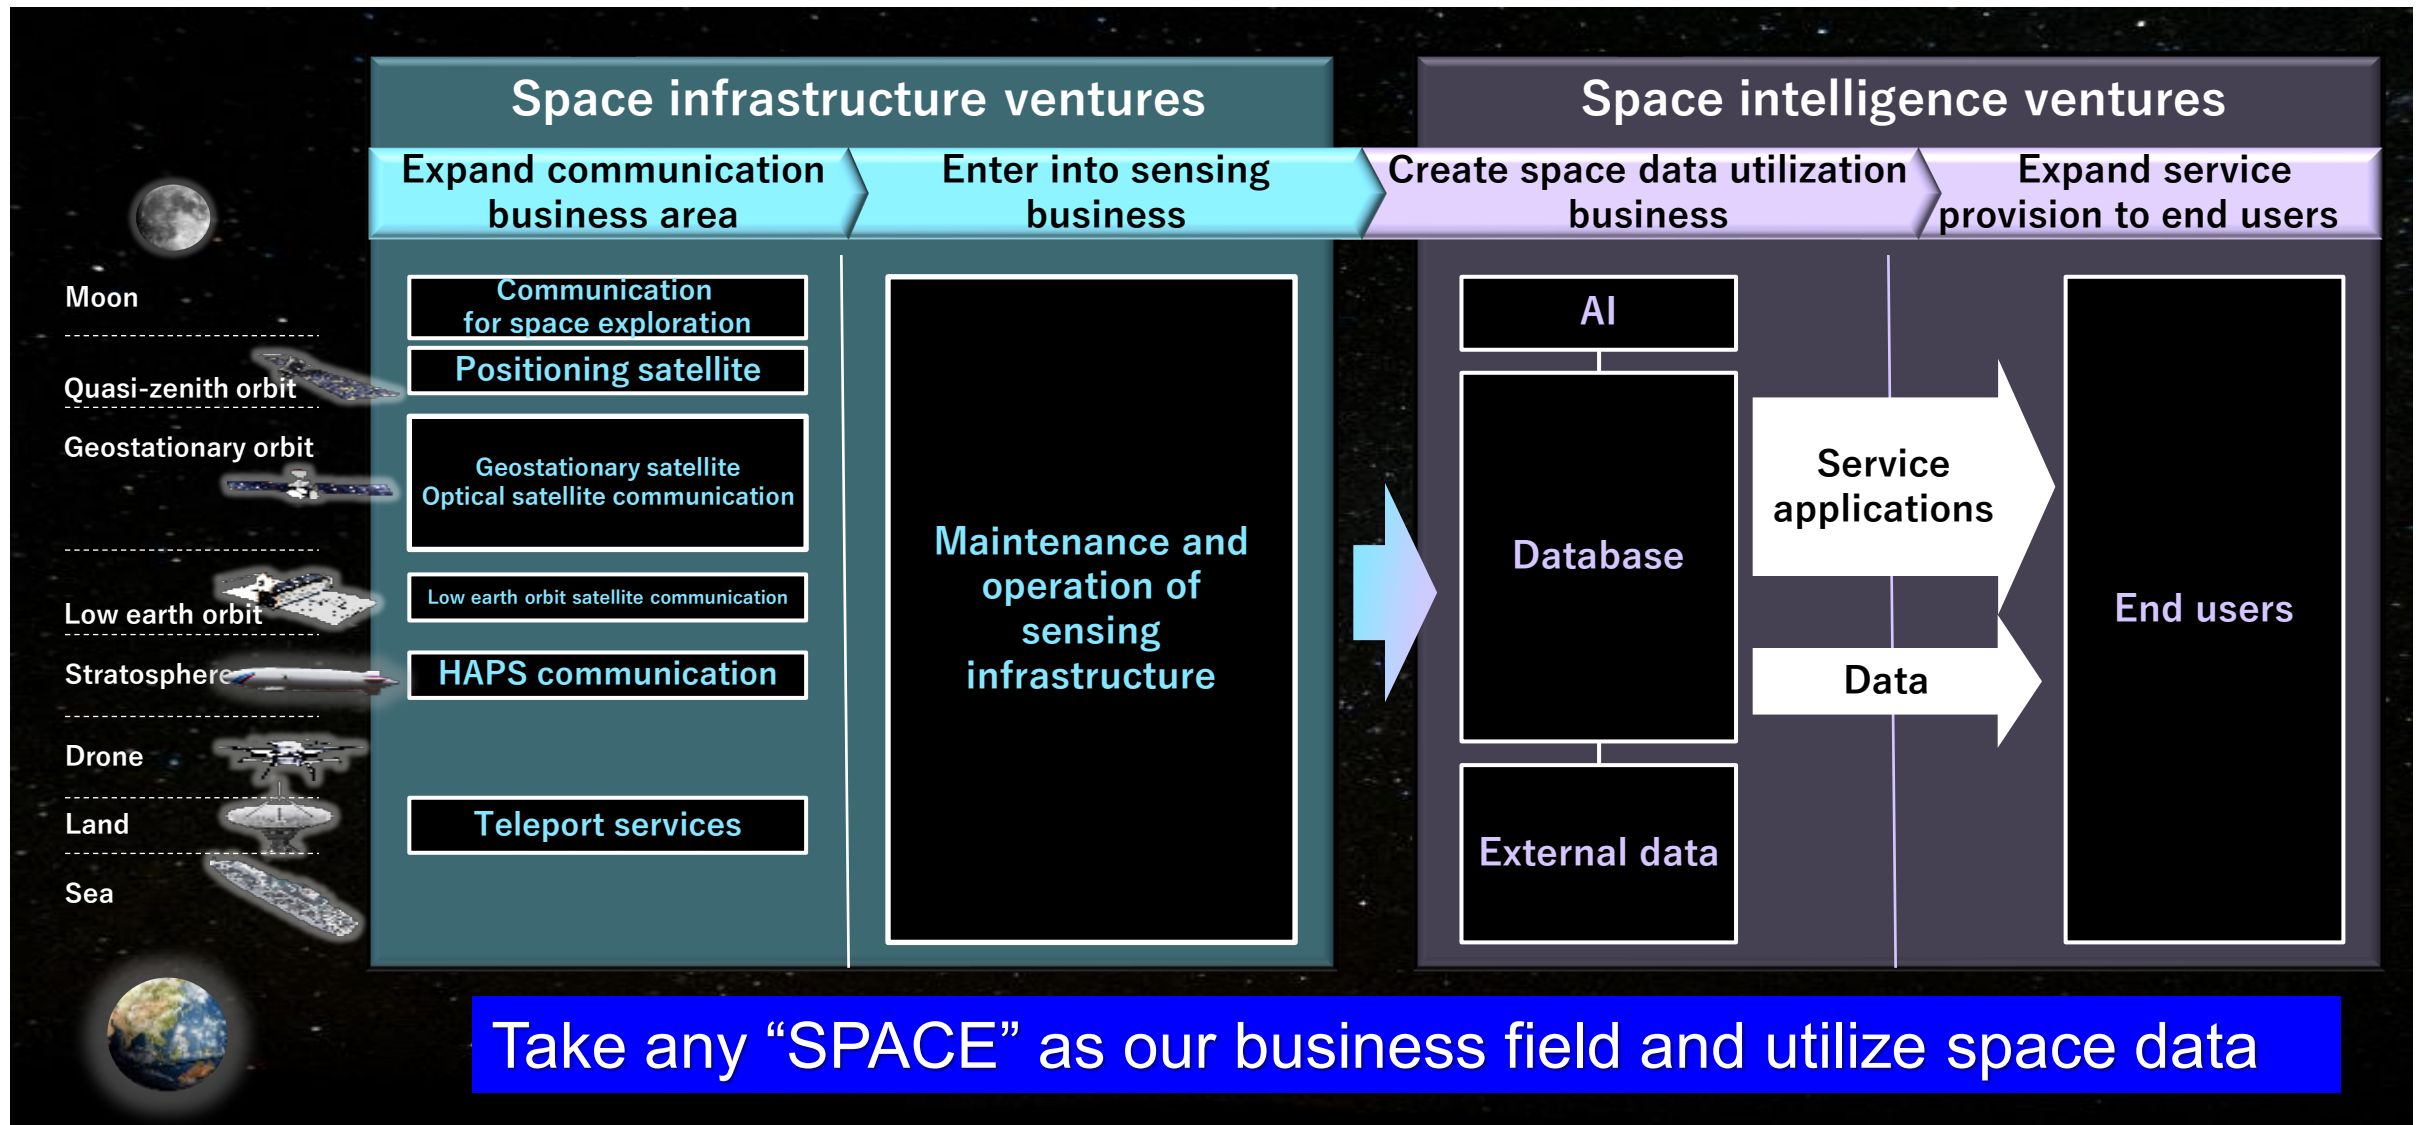 Space infrastructure ventures
Space intelligence ventures
Expand communication
business area
Enter into sensing
business
Create space data utilization
business
Expand service
provision to end users
Moon
Quasi-zenith orbit
Geostationary orbit
Low earth orbit
Stratosphere
Drone
Land
Sea
Communication
for space exploration
Positioning satellite
Geostationary satellite
Optical satellite communication
Low earth orbit satellite communication
HAPS communication
Teleport services
Maintenance and
operation of
sensing
infrastructure
AI
Database
External data
Service
applications
Data
End users
Take any “SPACE” as our business field and utilize space data